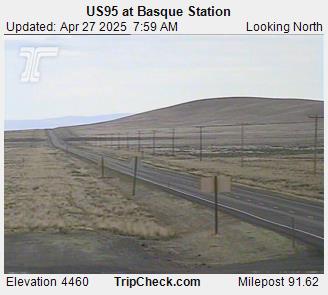 US95 at Basque Station
Updated: Apr 27 2025 7:59 AM Looking North
Elevation 4460 TripCheck.com Milepost 91.62